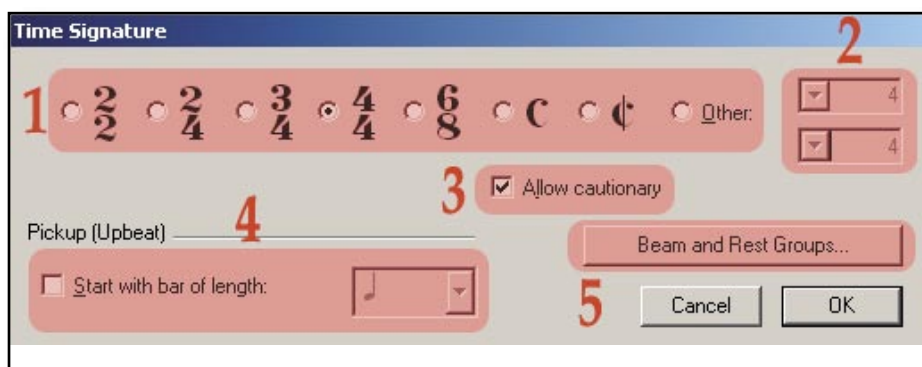 Time Signature
2
1 2/2 2/4 3/4 4/4 6/8 C ¢ Other: 4
4
3 Allow cautionary
4
Pickup (Upbeat)
Beam and Rest Groups...
Start with bar of length:
5 Cancel OK